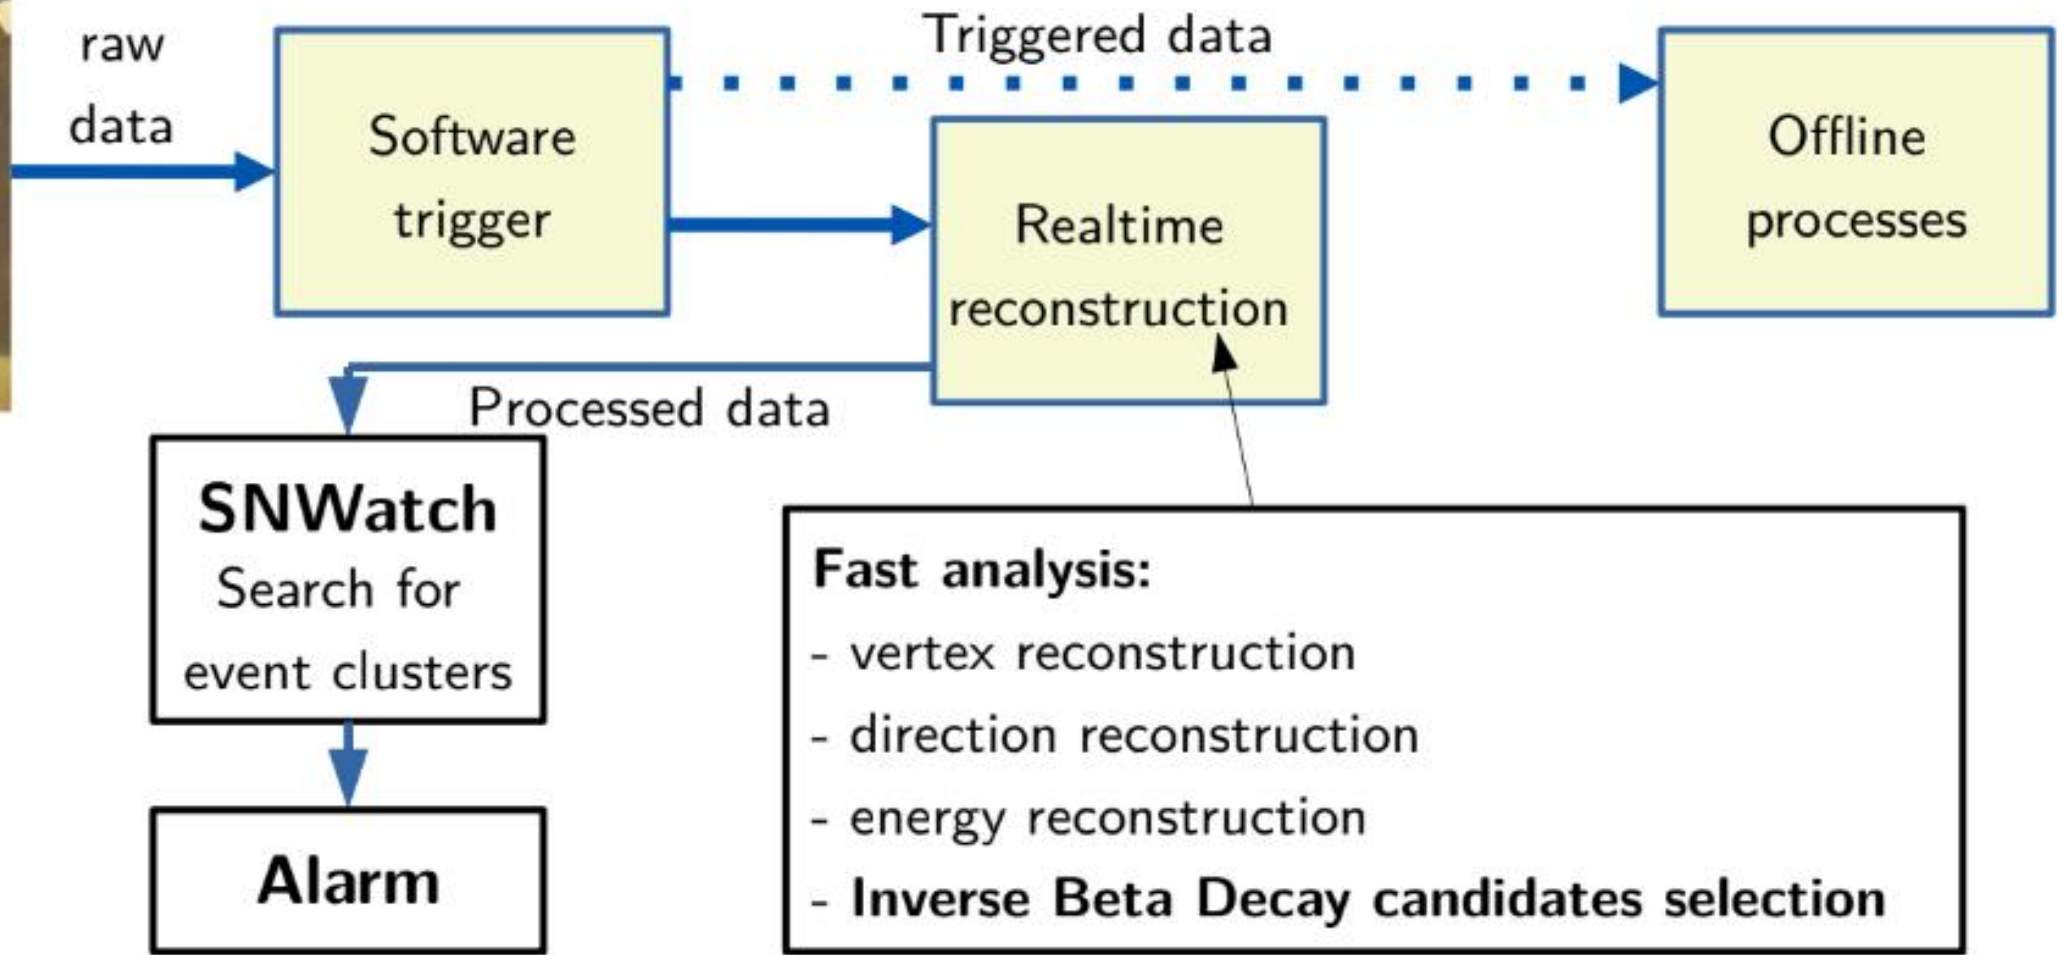 raw
data
Software
trigger
Triggered data
Realtime
reconstruction
Offline
processes
Processed data
SNWatch
Search for
event clusters
Alarm
Fast analysis:
- vertex reconstruction
- direction reconstruction
- energy reconstruction
- Inverse Beta Decay candidates selection